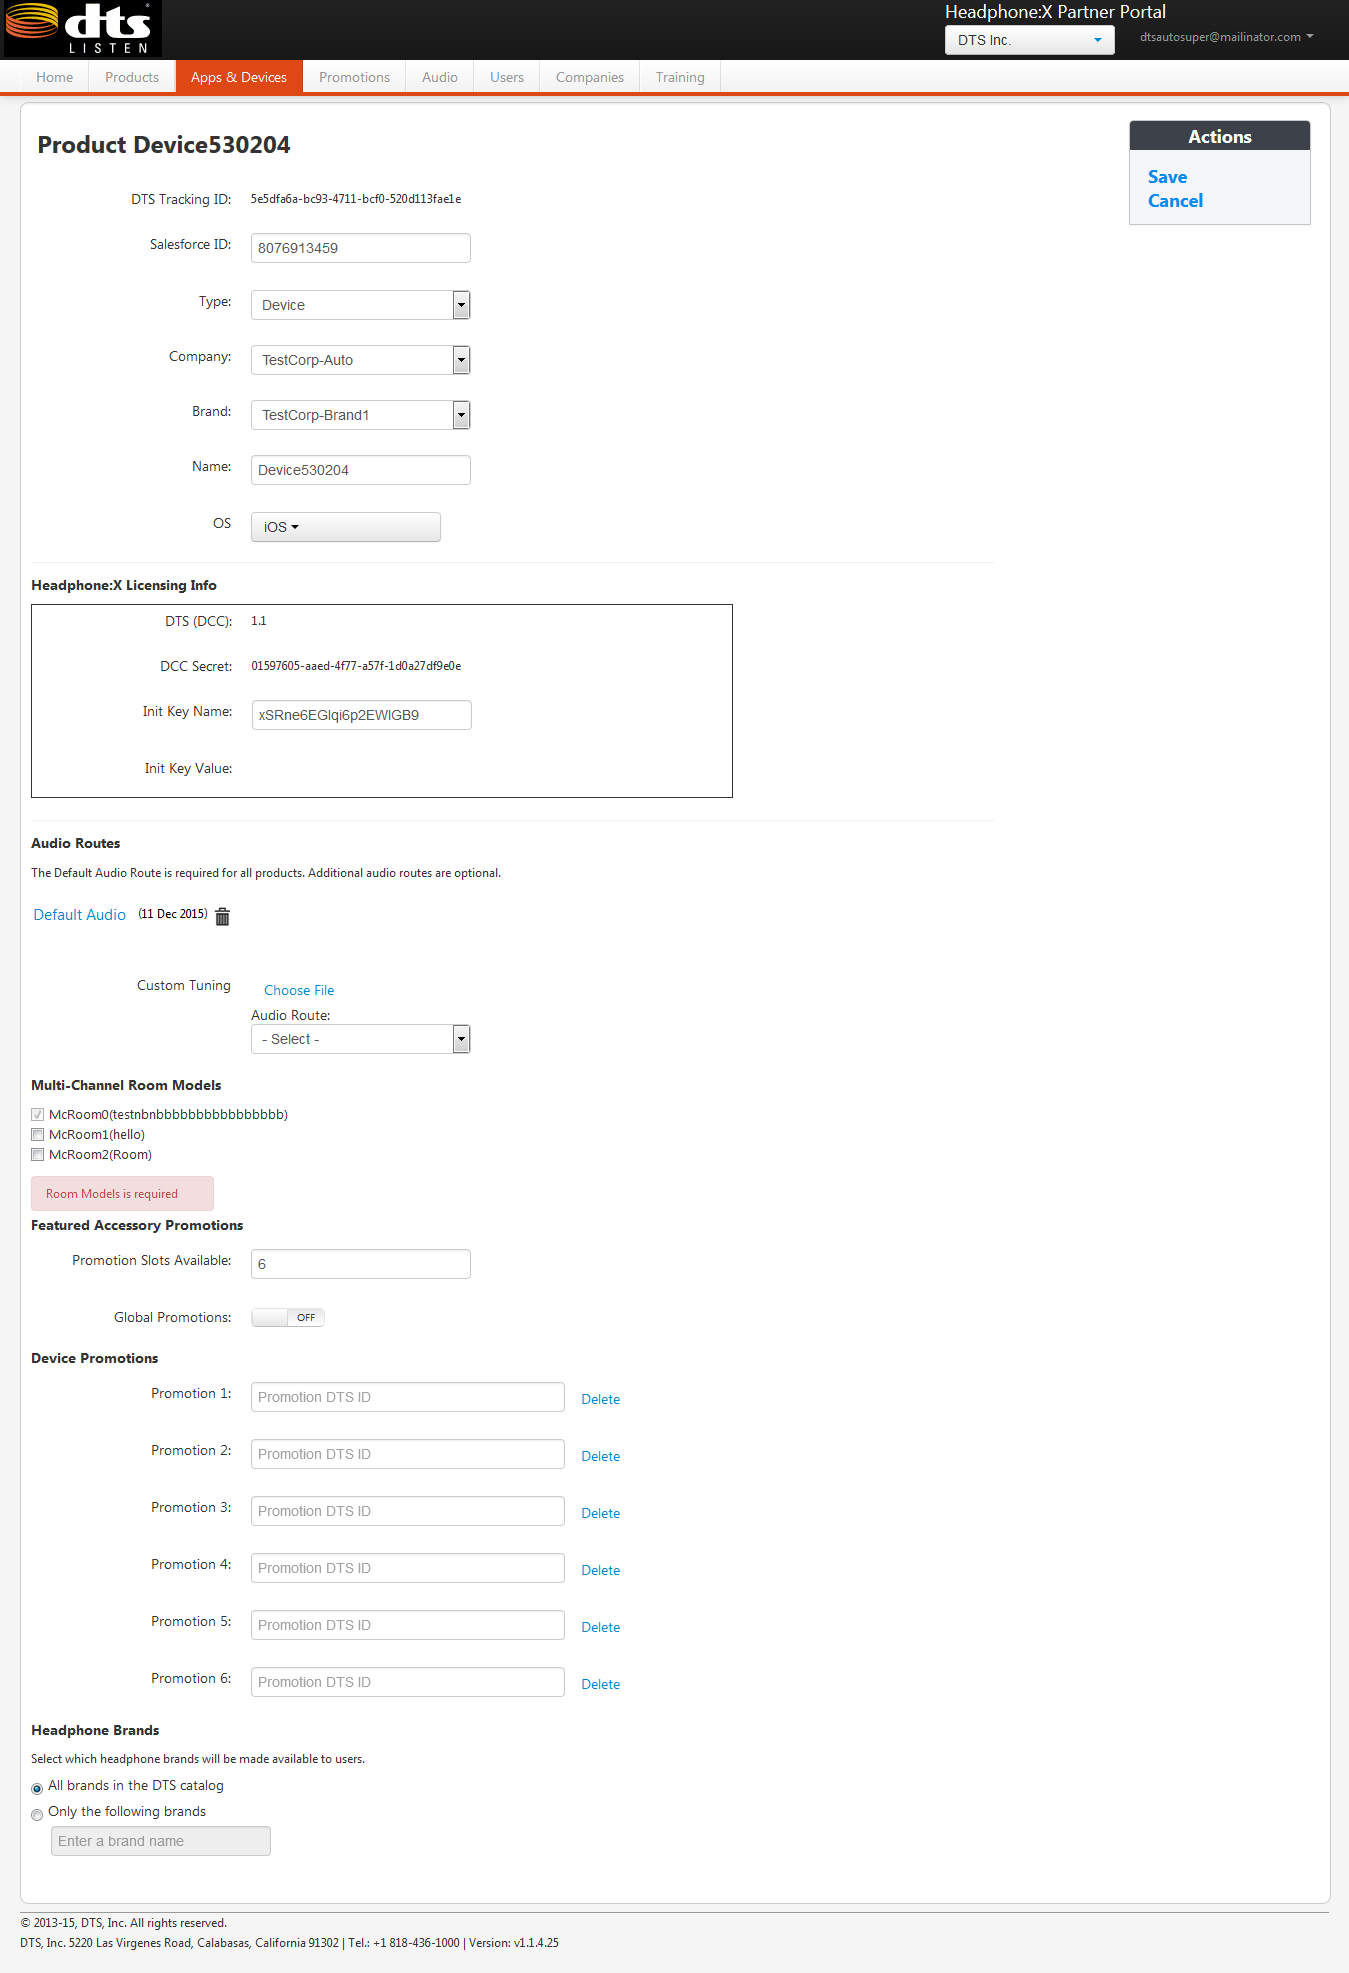 dts
LISTEN
Headphone:X Partner Portal
DTS Inc.
dtsautosuper@mailinator.com
Home Products Apps & Devices Promotions Audio Users Companies Training
Product Device530204
Actions
Save
Cancel
DTS Tracking ID: 5e5dfa6a-bc93-4711-bcf0-520d113fae1e
Salesforce ID: 8076913459
Type: Device
Company: TestCorp-Auto
Brand: TestCorp-Brand1
Name: Device530204
OS iOS
Headphone:X Licensing Info
DTS (DCC): 1.1
DCC Secret: 01597605-aaed-4f77-a57f-1d0a27df9e0e
Init Key Name: xSRne6EGlqi6p2EWIGB9
Init Key Value:
Audio Routes
The Default Audio Route is required for all products. Additional audio routes are optional.
Default Audio (11 Dec 2015)
Custom Tuning Choose File
Audio Route:
- Select -
Multi-Channel Room Models
McRoom0(testnbnbbbbbbbbbbbbbbbb)
McRoom1(hello)
McRoom2(Room)
Room Models is required
Featured Accessory Promotions
Promotion Slots Available: 6
Global Promotions: OFF
Device Promotions
Promotion 1: Promotion DTS ID Delete
Promotion 2: Promotion DTS ID Delete
Promotion 3: Promotion DTS ID Delete
Promotion 4: Promotion DTS ID Delete
Promotion 5: Promotion DTS ID Delete
Promotion 6: Promotion DTS ID Delete
Headphone Brands
Select which headphone brands will be made available to users.
All brands in the DTS catalog
Only the following brands
Enter a brand name
© 2013-15, DTS, Inc. All rights reserved.
DTS, Inc. 5220 Las Virgenes Road, Calabasas, California 91302 | Tel.: +1 818-436-1000 | Version: v1.1.4.25